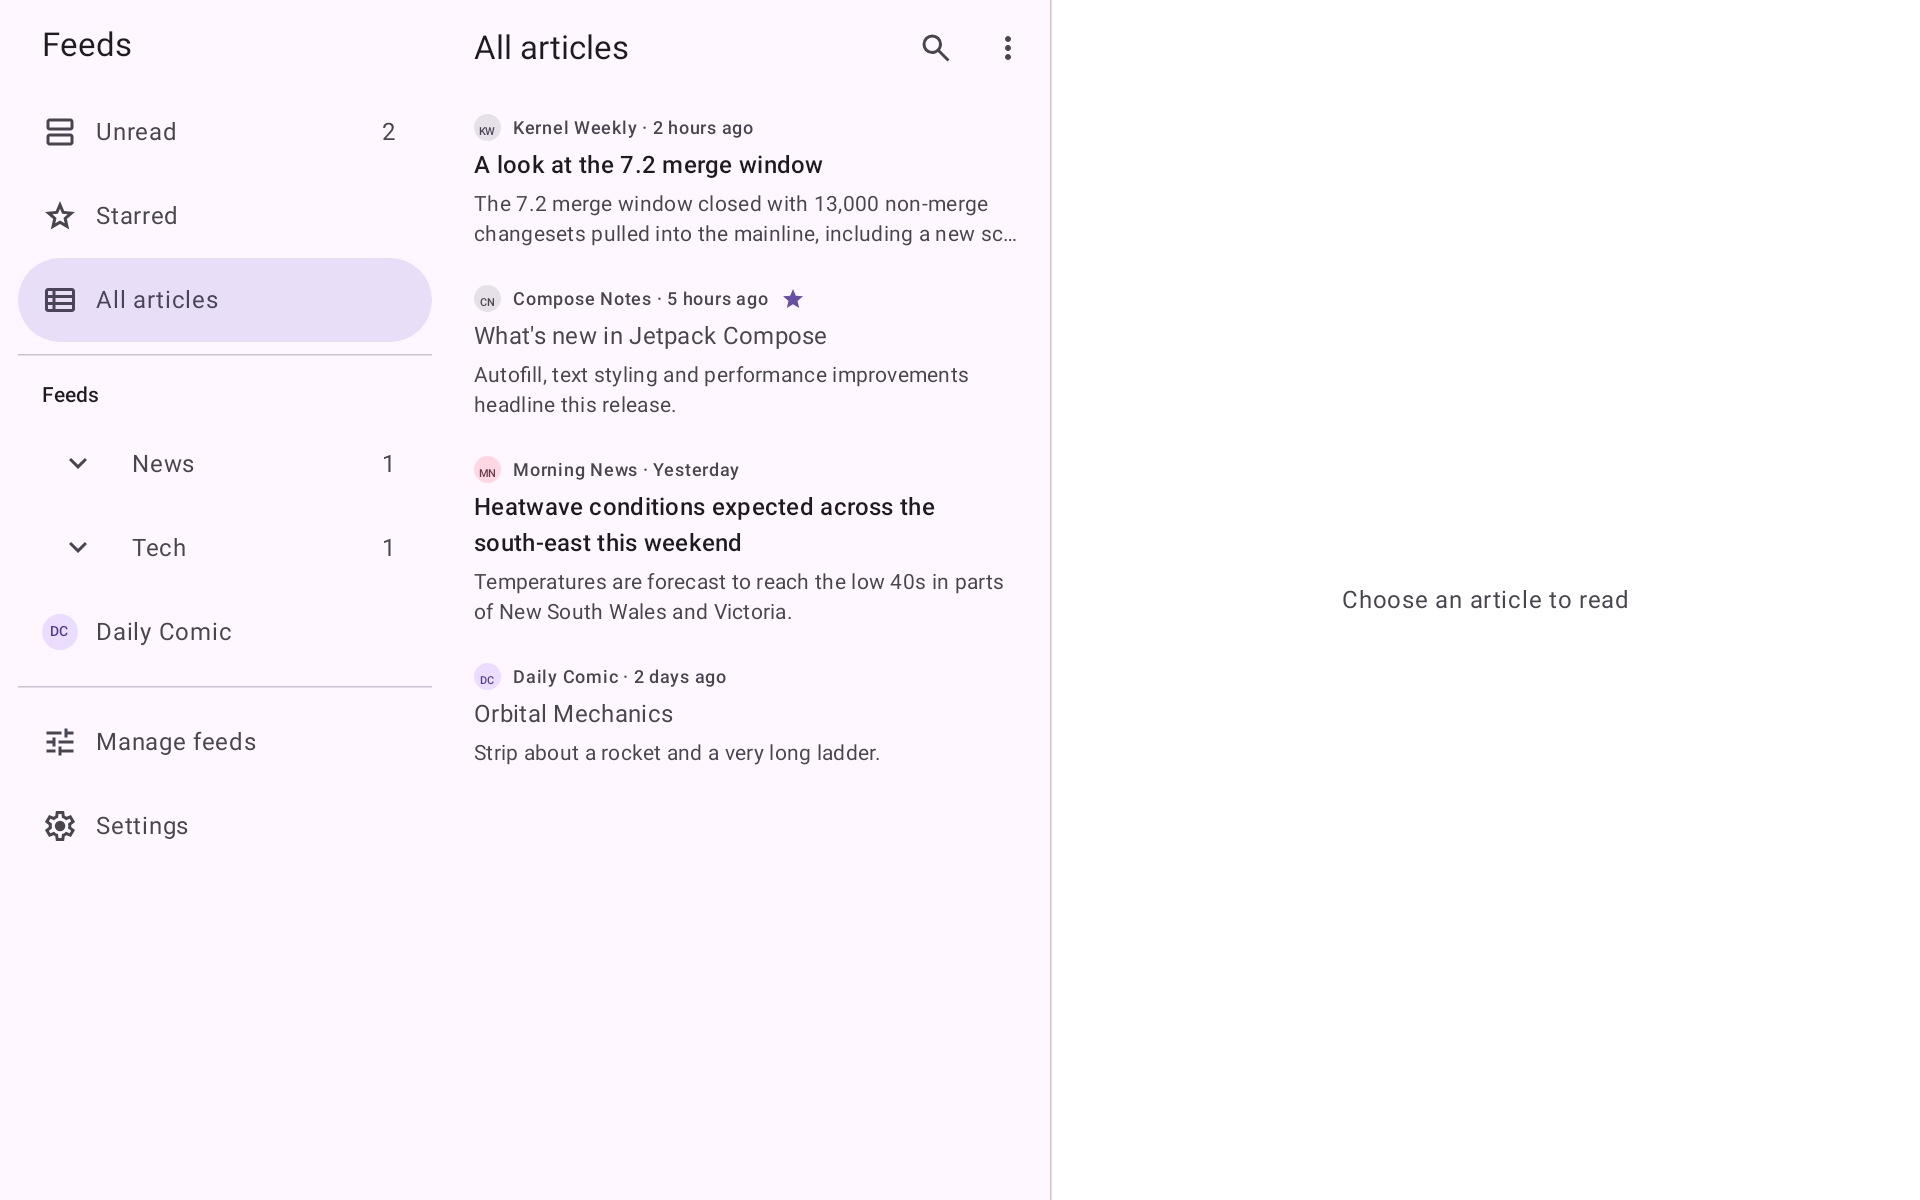 Feeds
Unread 2
Starred
All articles
Feeds
News 1
Tech 1
DC Daily Comic
Manage feeds
Settings
All articles
KW Kernel Weekly · 2 hours ago
A look at the 7.2 merge window
The 7.2 merge window closed with 13,000 non-merge
changesets pulled into the mainline, including a new sc…
CN Compose Notes · 5 hours ago
What's new in Jetpack Compose
Autofill, text styling and performance improvements
headline this release.
MN Morning News · Yesterday
Heatwave conditions expected across the
south-east this weekend
Temperatures are forecast to reach the low 40s in parts
of New South Wales and Victoria.
DC Daily Comic · 2 days ago
Orbital Mechanics
Strip about a rocket and a very long ladder.
Choose an article to read